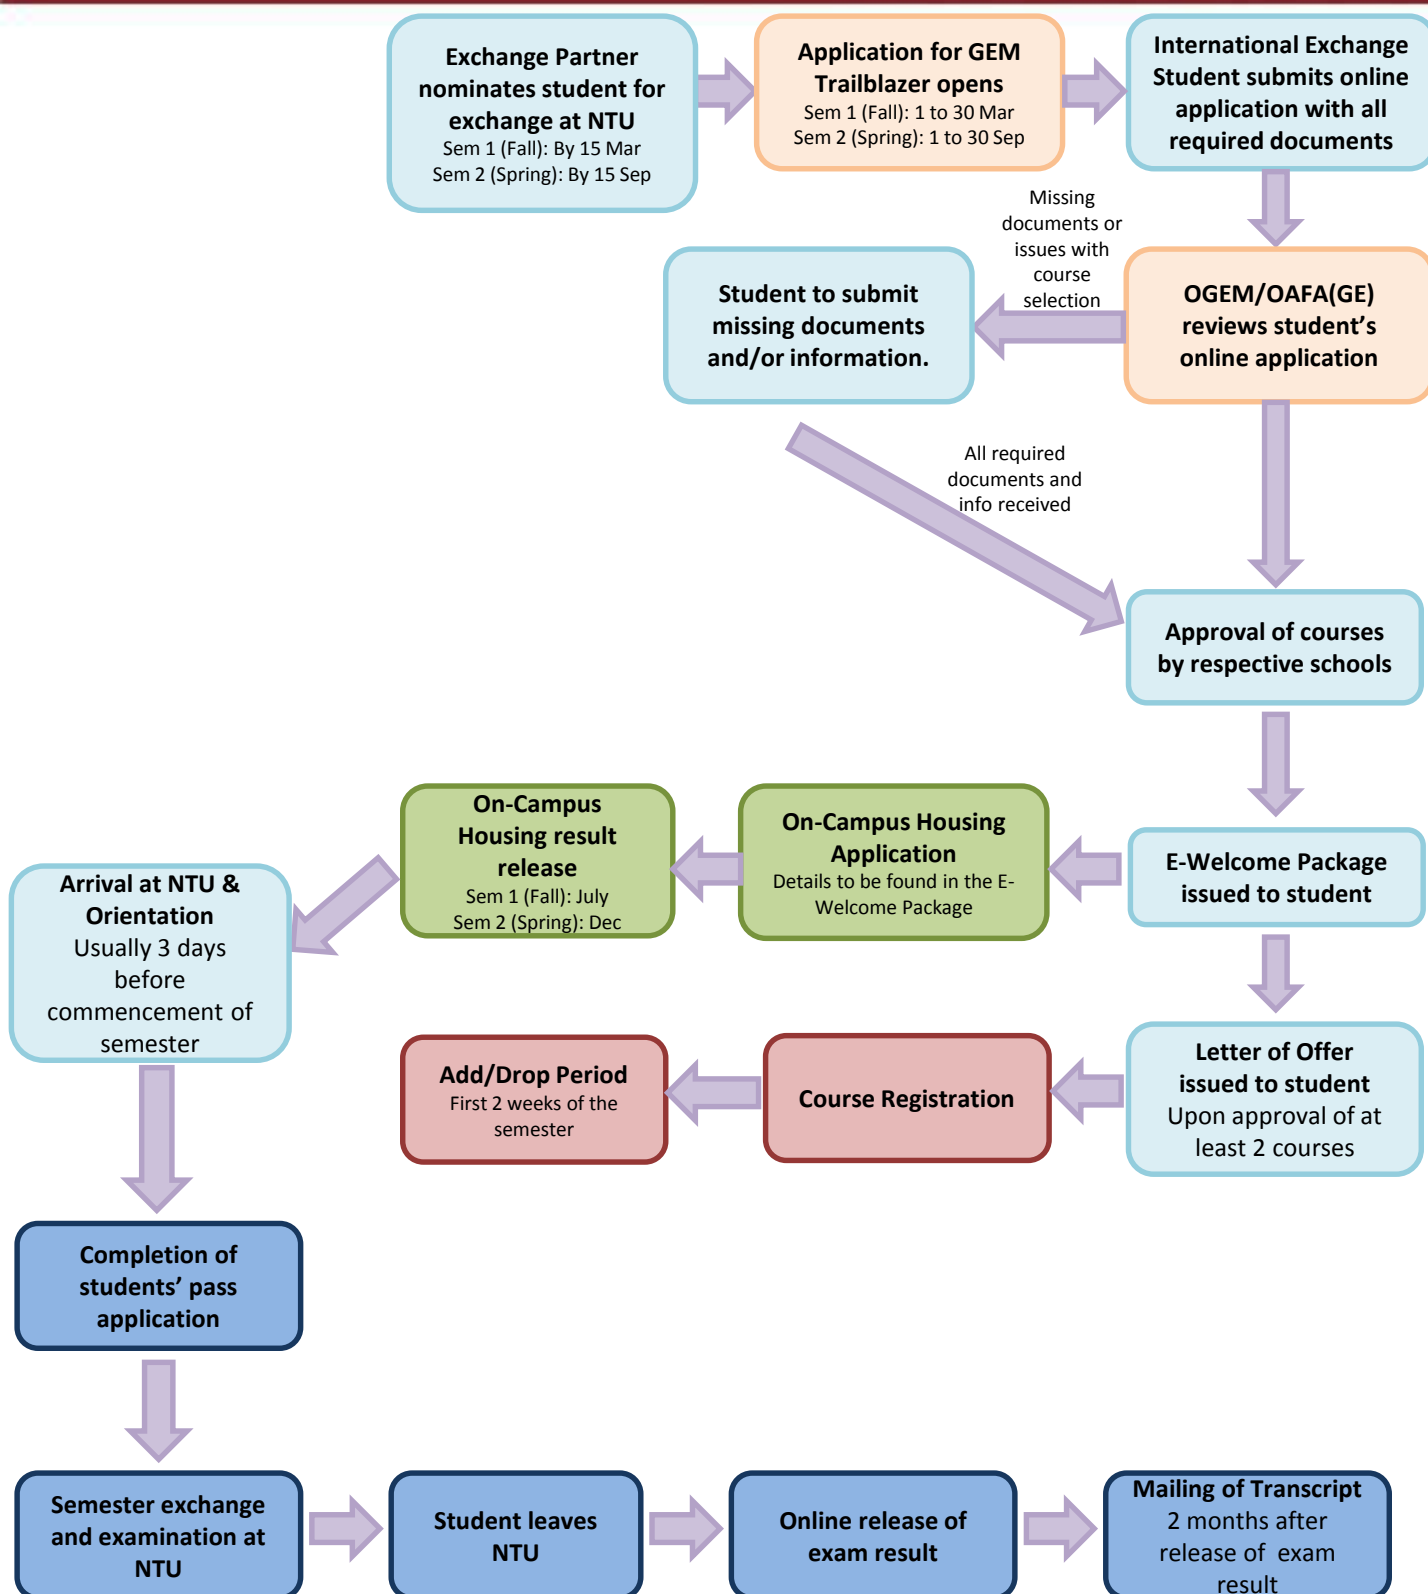 Exchange Partner
nominates student for
exchange at NTU
Sem 1 (Fall): By 15 Mar
Sem 2 (Spring): By 15 Sep
Application for GEM
Trailblazer opens
Sem 1 (Fall): 1 to 30 Mar
Sem 2 (Spring): 1 to 30 Sep
International Exchange
Student submits online
application with all
required documents
Missing
documents or
issues with
course
selection
Student to submit
missing documents
and/or information.
OGEM/OAFA(GE)
reviews student’s
online application
All required
documents and
info received
Approval of courses
by respective schools
On-Campus
Housing result
release
Sem 1 (Fall): July
Sem 2 (Spring): Dec
On-Campus Housing
Application
Details to be found in the E-
Welcome Package
E-Welcome Package
issued to student
Arrival at NTU &
Orientation
Usually 3 days
before
commencement of
semester
Add/Drop Period
First 2 weeks of the
semester
Course Registration
Letter of Offer
issued to student
Upon approval of at
least 2 courses
Completion of
students’ pass
application
Semester exchange
and examination at
NTU
Student leaves
NTU
Online release of
exam result
Mailing of Transcript
2 months after
release of  exam
result